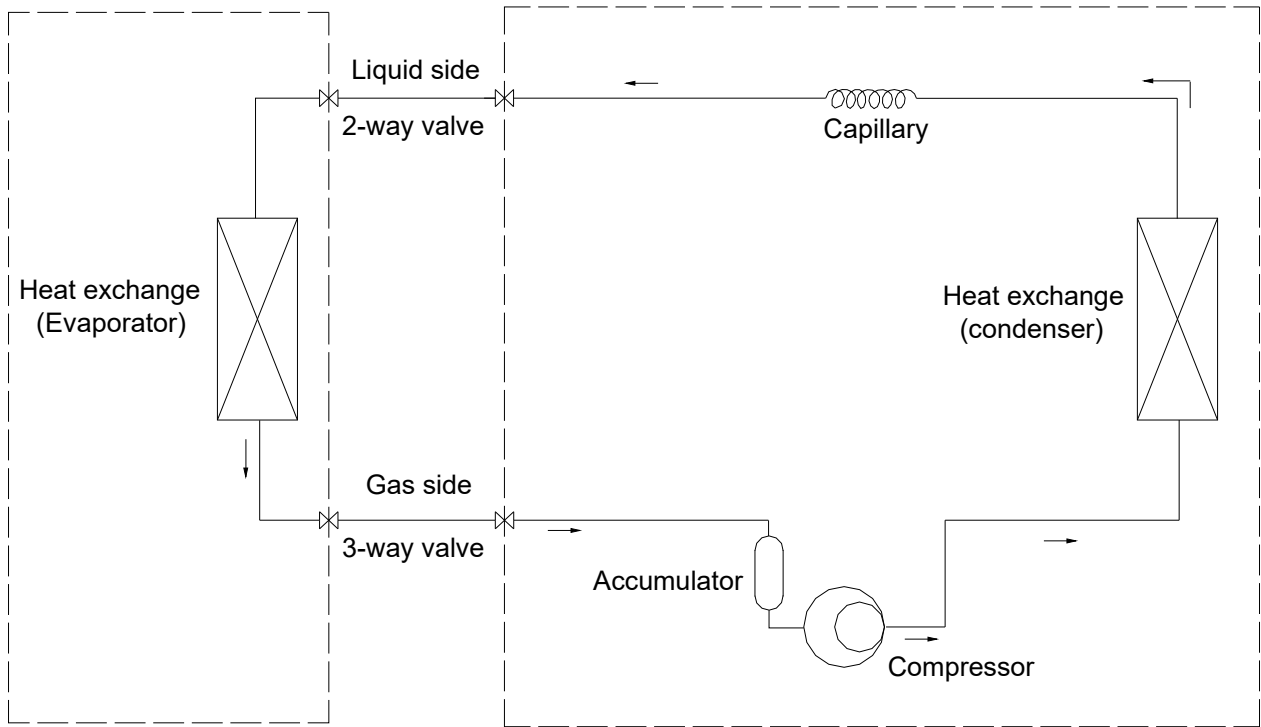 Liquid side
2-way valve
Capillary
Heat exchange
(Evaporator)
Heat exchange
(condenser)
Gas side
3-way valve
Accumulator
Compressor